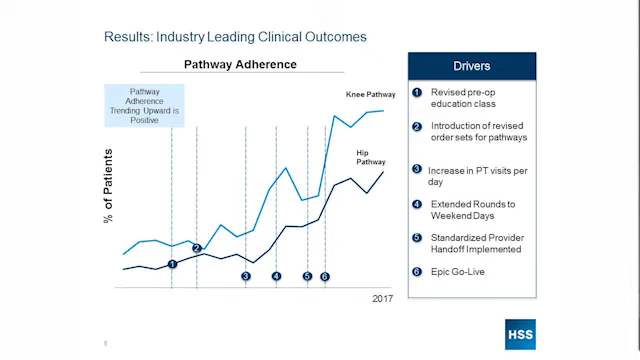 Results: Industry Leading Clinical Outcomes
Pathway Adherence
Pathway
Adherence
Trending Upward is
Positive
Knee Pathway
Hip
Pathway
% of Patients
1
2
3
4
5
6
2017
Drivers
1 Revised pre-op
education class
2 Introduction of revised
order sets for pathways
3 Increase in PT visits per
day
4 Extended Rounds to
Weekend Days
5 Standardized Provider
Handoff Implemented
6 Epic Go-Live
HSS